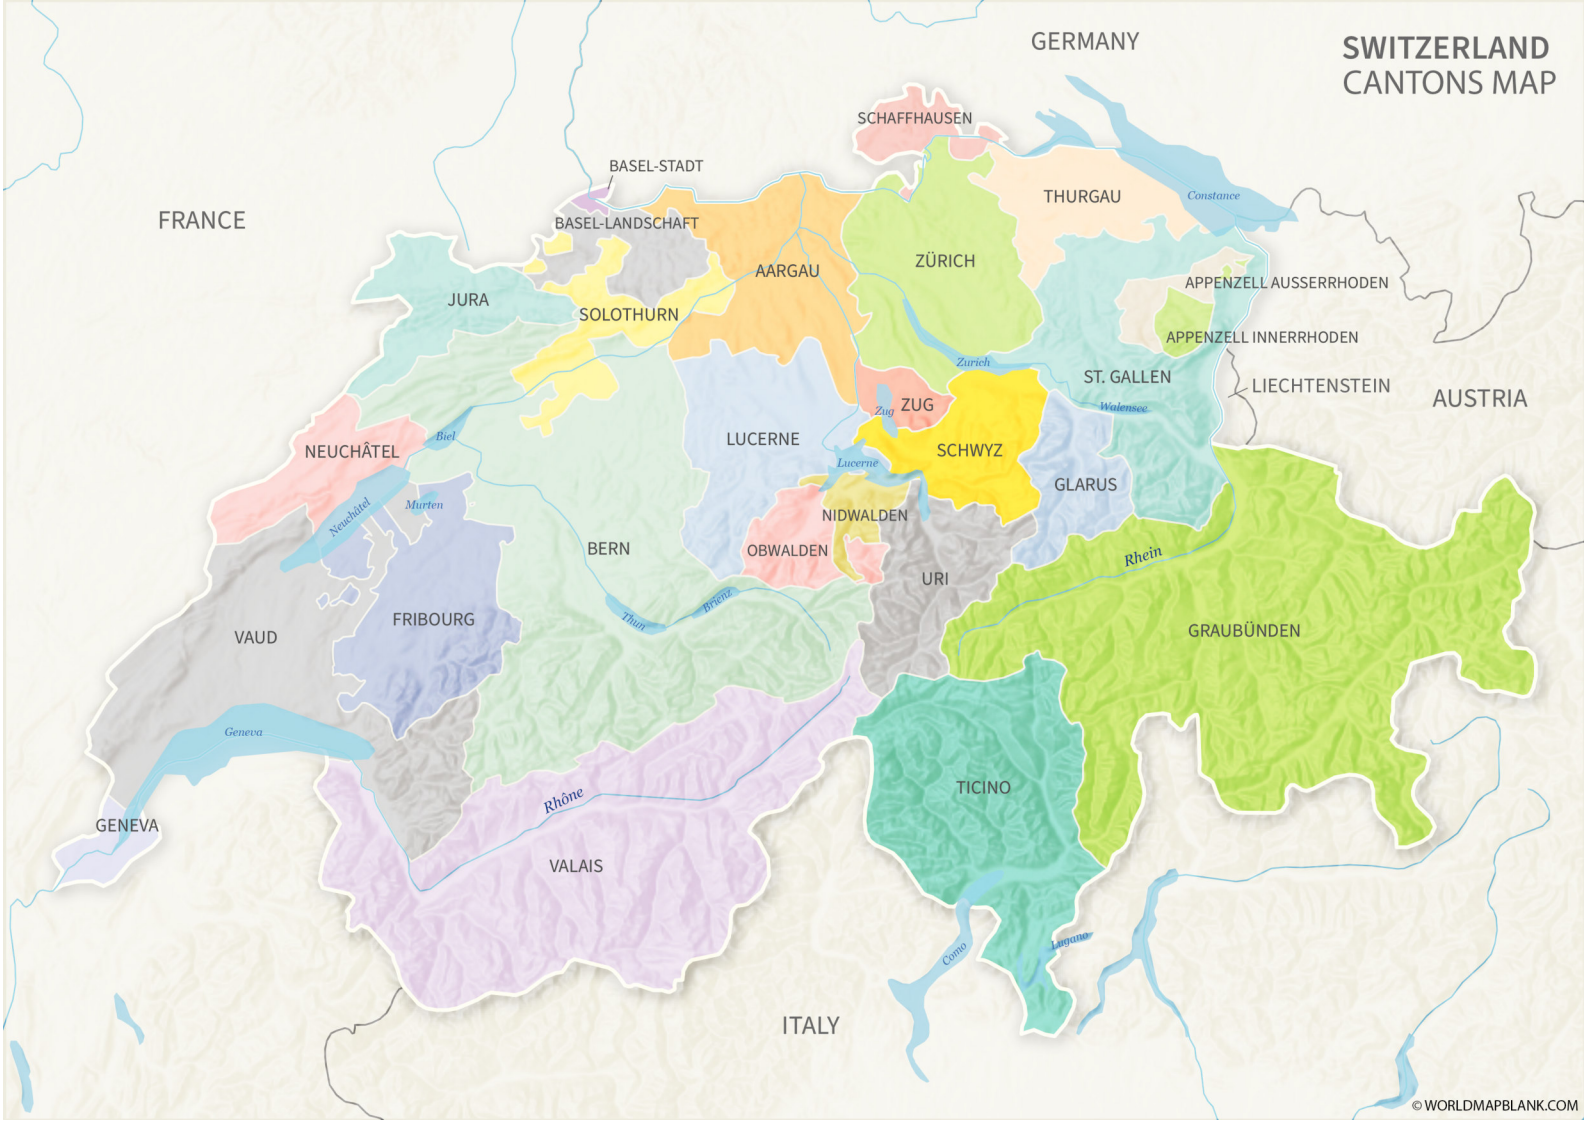 GERMANY
SWITZERLAND
CANTONS MAP
SCHAFFHAUSEN
BASEL-STADT
THURGAU
Constance
FRANCE
BASEL-LANDSCHAFT
ZÜRICH
AARGAU
APPENZELL AUSSERRHODEN
JURA
SOLOTHURN
APPENZELL INNERRHODEN
Zurich
ST. GALLEN
LIECHTENSTEIN
AUSTRIA
Walensee
Zug
ZUG
Biel
LUCERNE
NEUCHÂTEL
SCHWYZ
Lucerne
GLARUS
Murten
Neuchâtel
NIDWALDEN
BERN
OBWALDEN
Rhein
URI
Brienz
Thun
FRIBOURG
VAUD
GRAUBÜNDEN
Geneva
TICINO
Rhône
GENEVA
VALAIS
Lugano
Como
ITALY
© WORLDMAPBLANK.COM